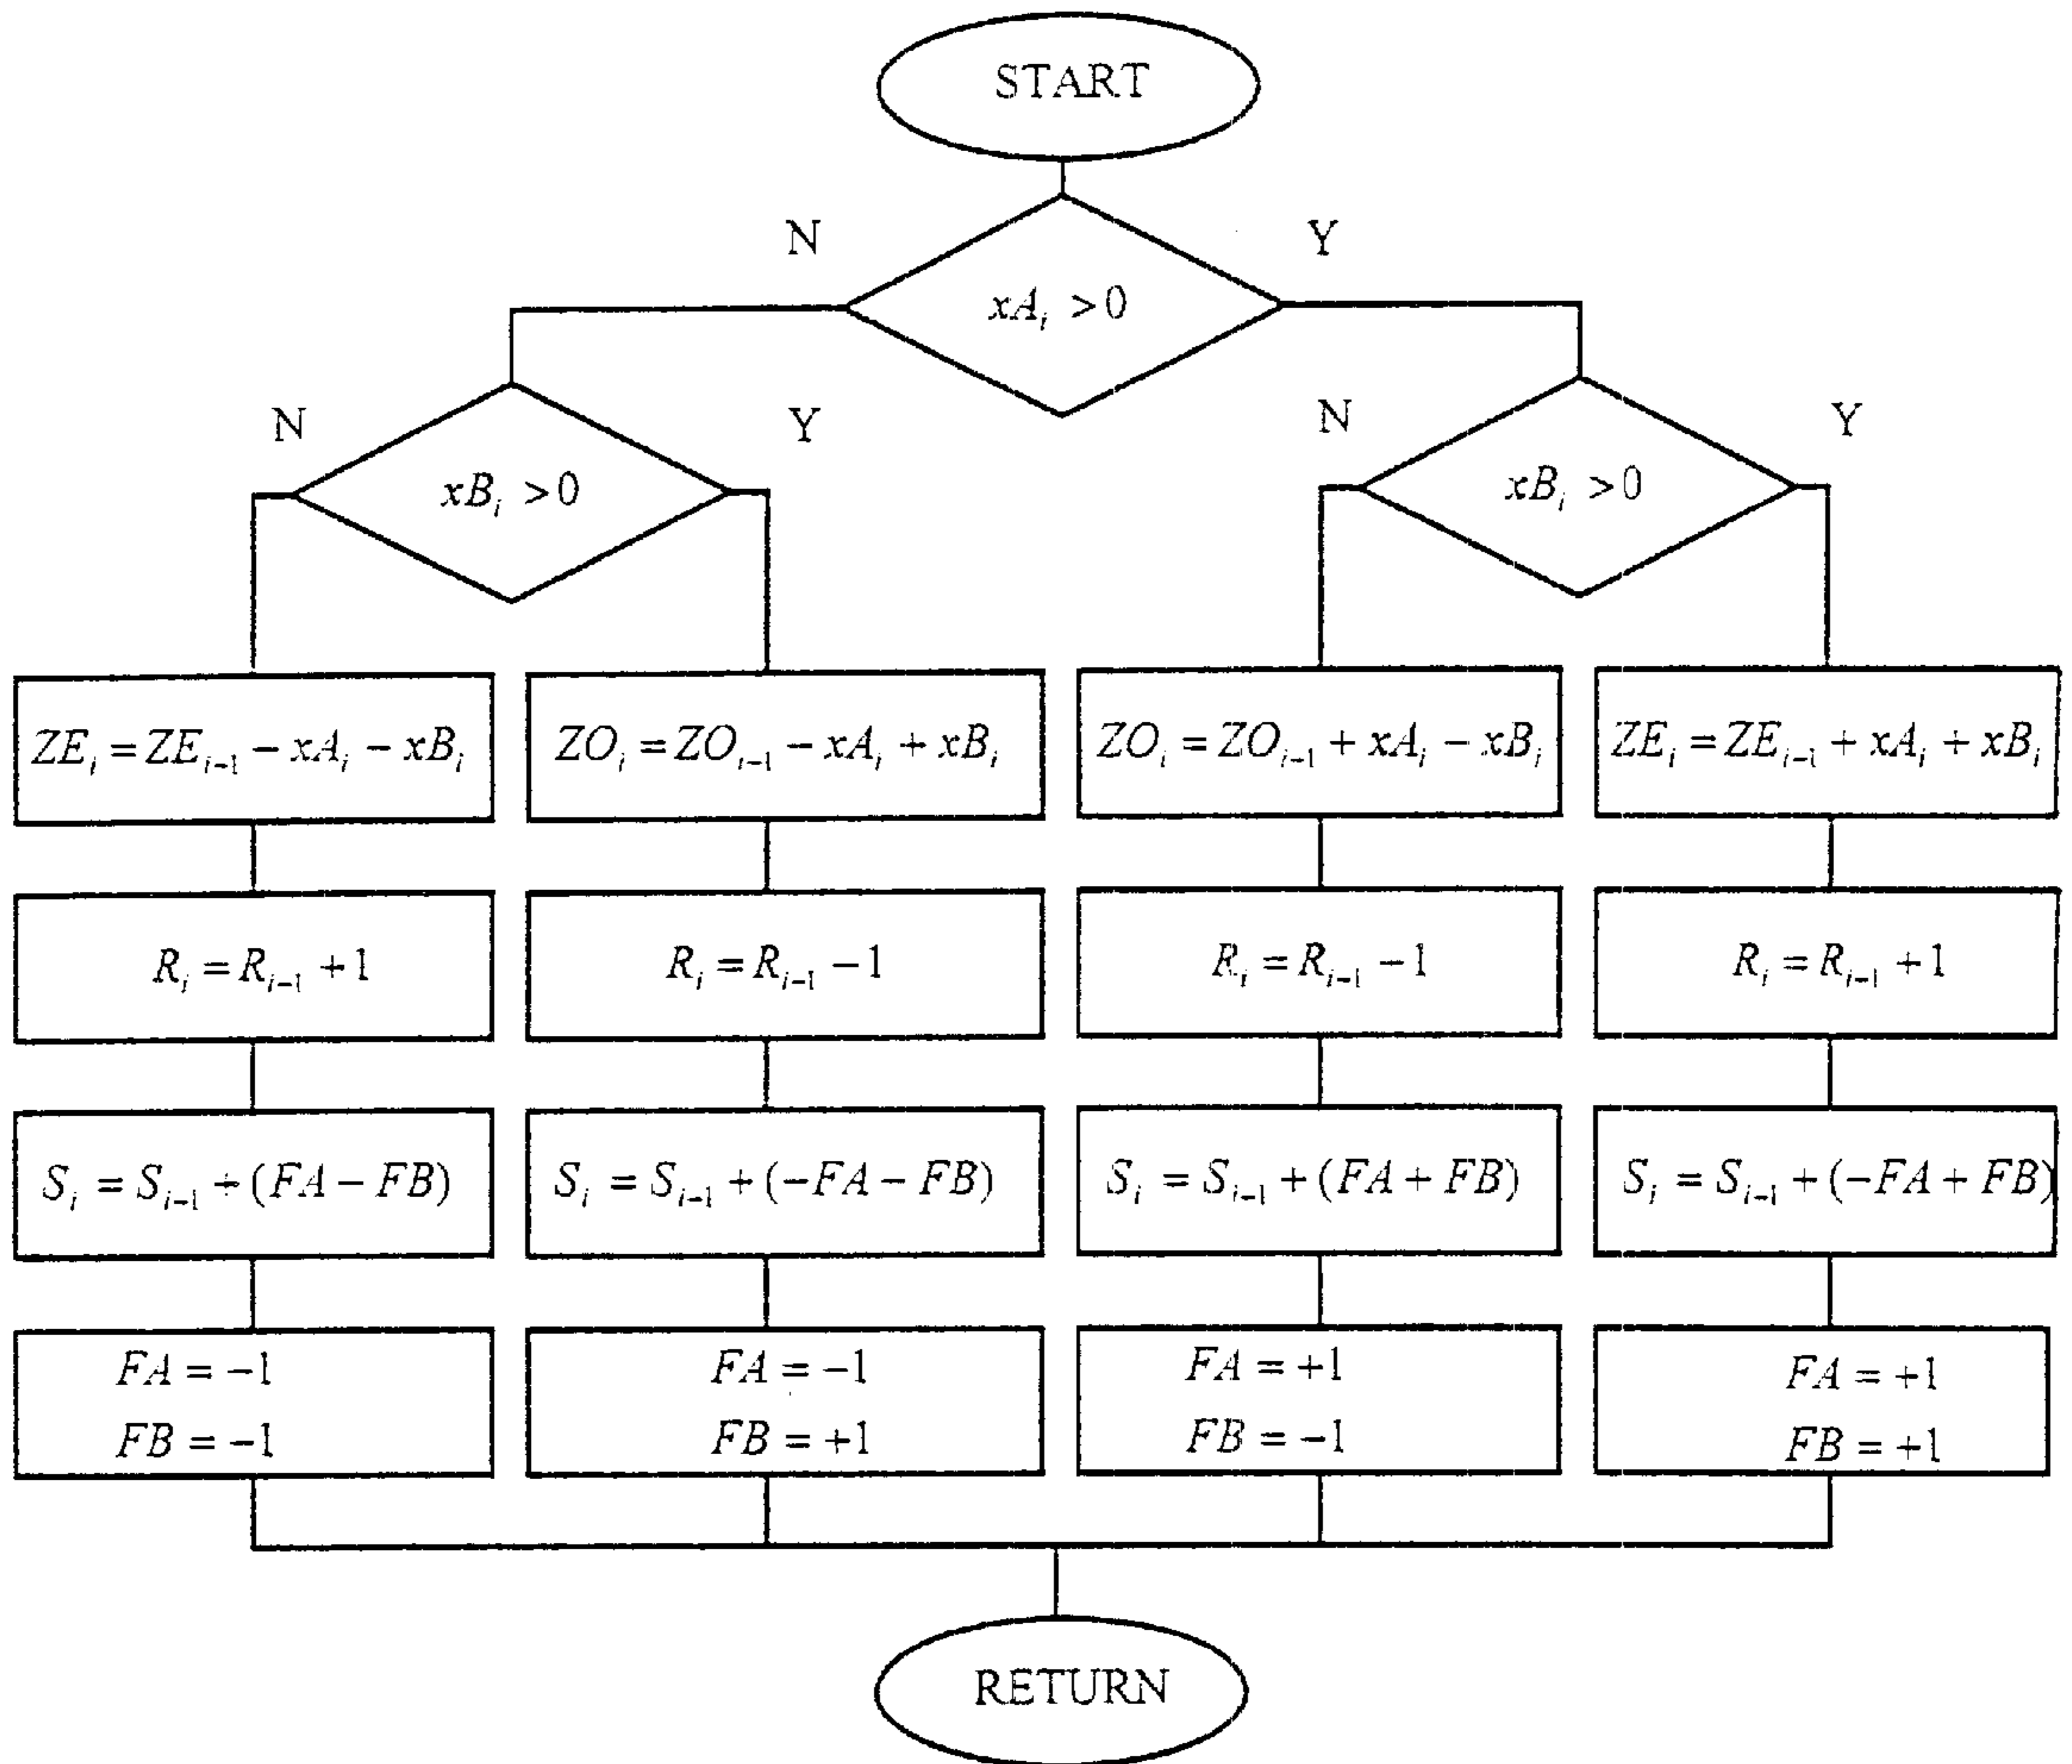 START
N
Y
xA_i > 0
N
Y
N
Y
xB_i > 0
xB_i > 0
ZE_i = ZE_{i-1} - xA_i - xB_i
ZO_i = ZO_{i-1} - xA_i + xB_i
ZO_i = ZO_{i-1} + xA_i - xB_i
ZE_i = ZE_{i-1} + xA_i + xB_i
R_i = R_{i-1} + 1
R_i = R_{i-1} - 1
R_i = R_{i-1} - 1
R_i = R_{i-1} + 1
S_i = S_{i-1} + (FA - FB)
S_i = S_{i-1} + (-FA - FB)
S_i = S_{i-1} + (FA + FB)
S_i = S_{i-1} + (-FA + FB)
FA = -1
FB = -1
FA = -1
FB = +1
FA = +1
FB = -1
FA = +1
FB = +1
RETURN